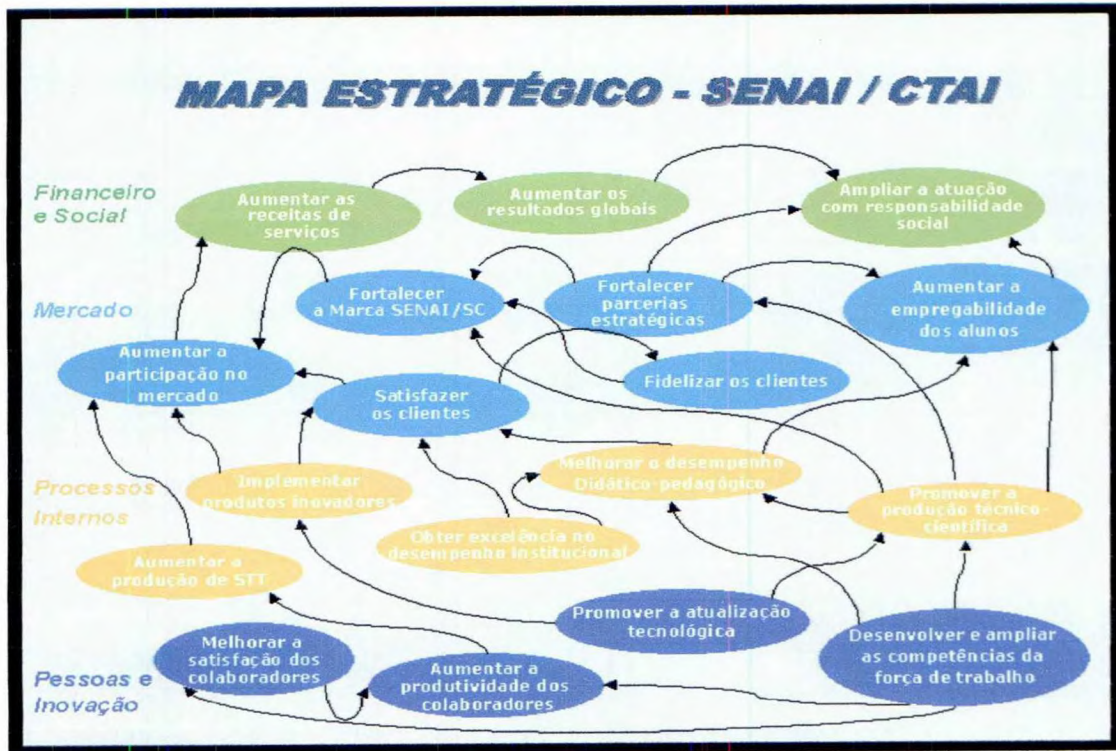 MAPA ESTRATÉGICO - SENAI / CTAI
Financeiro
e Social
Aumentar as
receitas de
serviços
Aumentar os
resultados globais
Ampliar a atuação
com responsabilidade
social
Mercado
Fortalecer
a Marca SENAI/SC
Fortalecer
parcerias
estratégicas
Aumentar a
empregabilidade
dos alunos
Aumentar a
participação no
mercado
Satisfazer
os clientes
Fidelizar os clientes
Processos
Internos
Implementar
produtos inovadores
Melhorar o desempenho
Didático-pedagógico
Promover a
produção técnico-
científica
Obter excelência no
desempenho institucional
Aumentar a
produção de STT
Promover a atualização
tecnológica
Desenvolver e ampliar
as competências da
força de trabalho
Pessoas e
Inovação
Melhorar a
satisfação dos
colaboradores
Aumentar a
produtividade dos
colaboradores